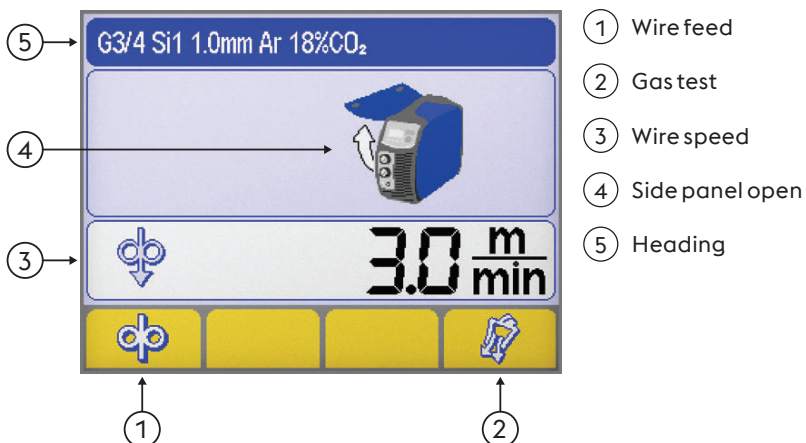 5
G3/4 Si1 1.0mm Ar 18%CO₂
4
3
3.0 m/min
1
2
1 Wire feed
2 Gas test
3 Wire speed
4 Side panel open
5 Heading